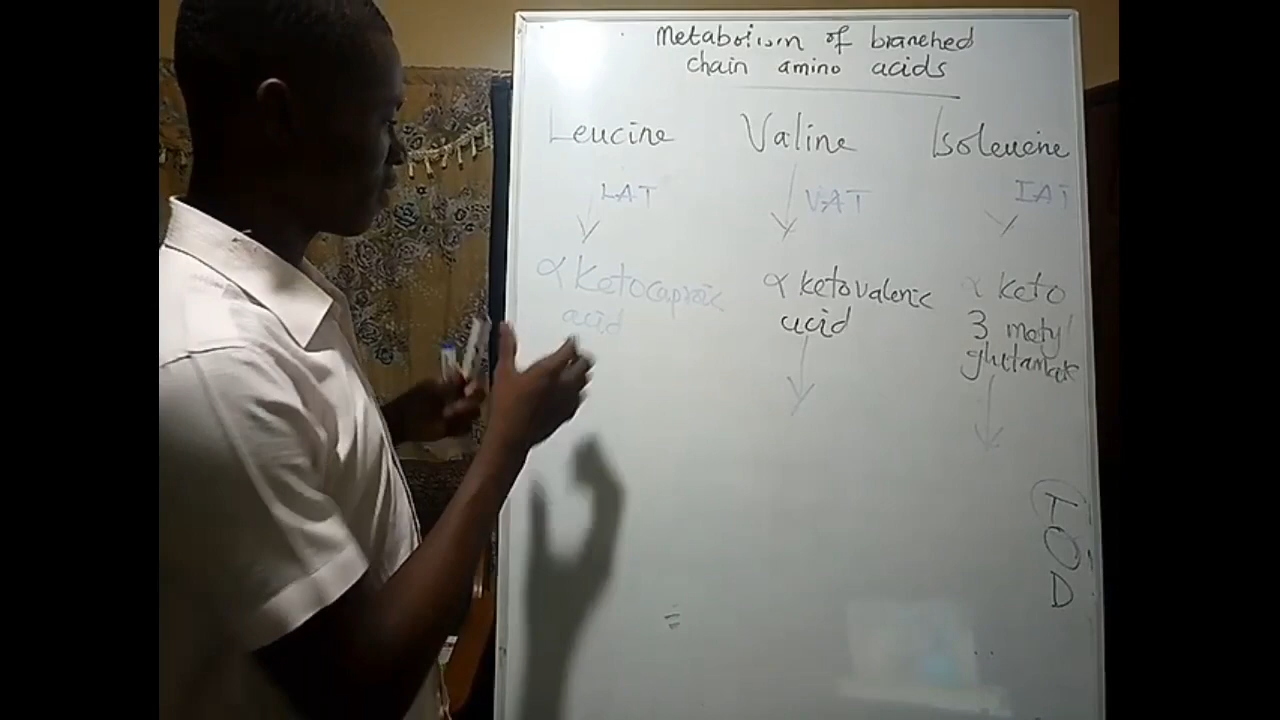 Metabolism of branched
chain amino acids
Leucine Valine Isoleucine
LAT VAT IAT
α Ketocaproic α ketovaleric α keto
acid acid 3 metyl
glutamate
T
O
D
=